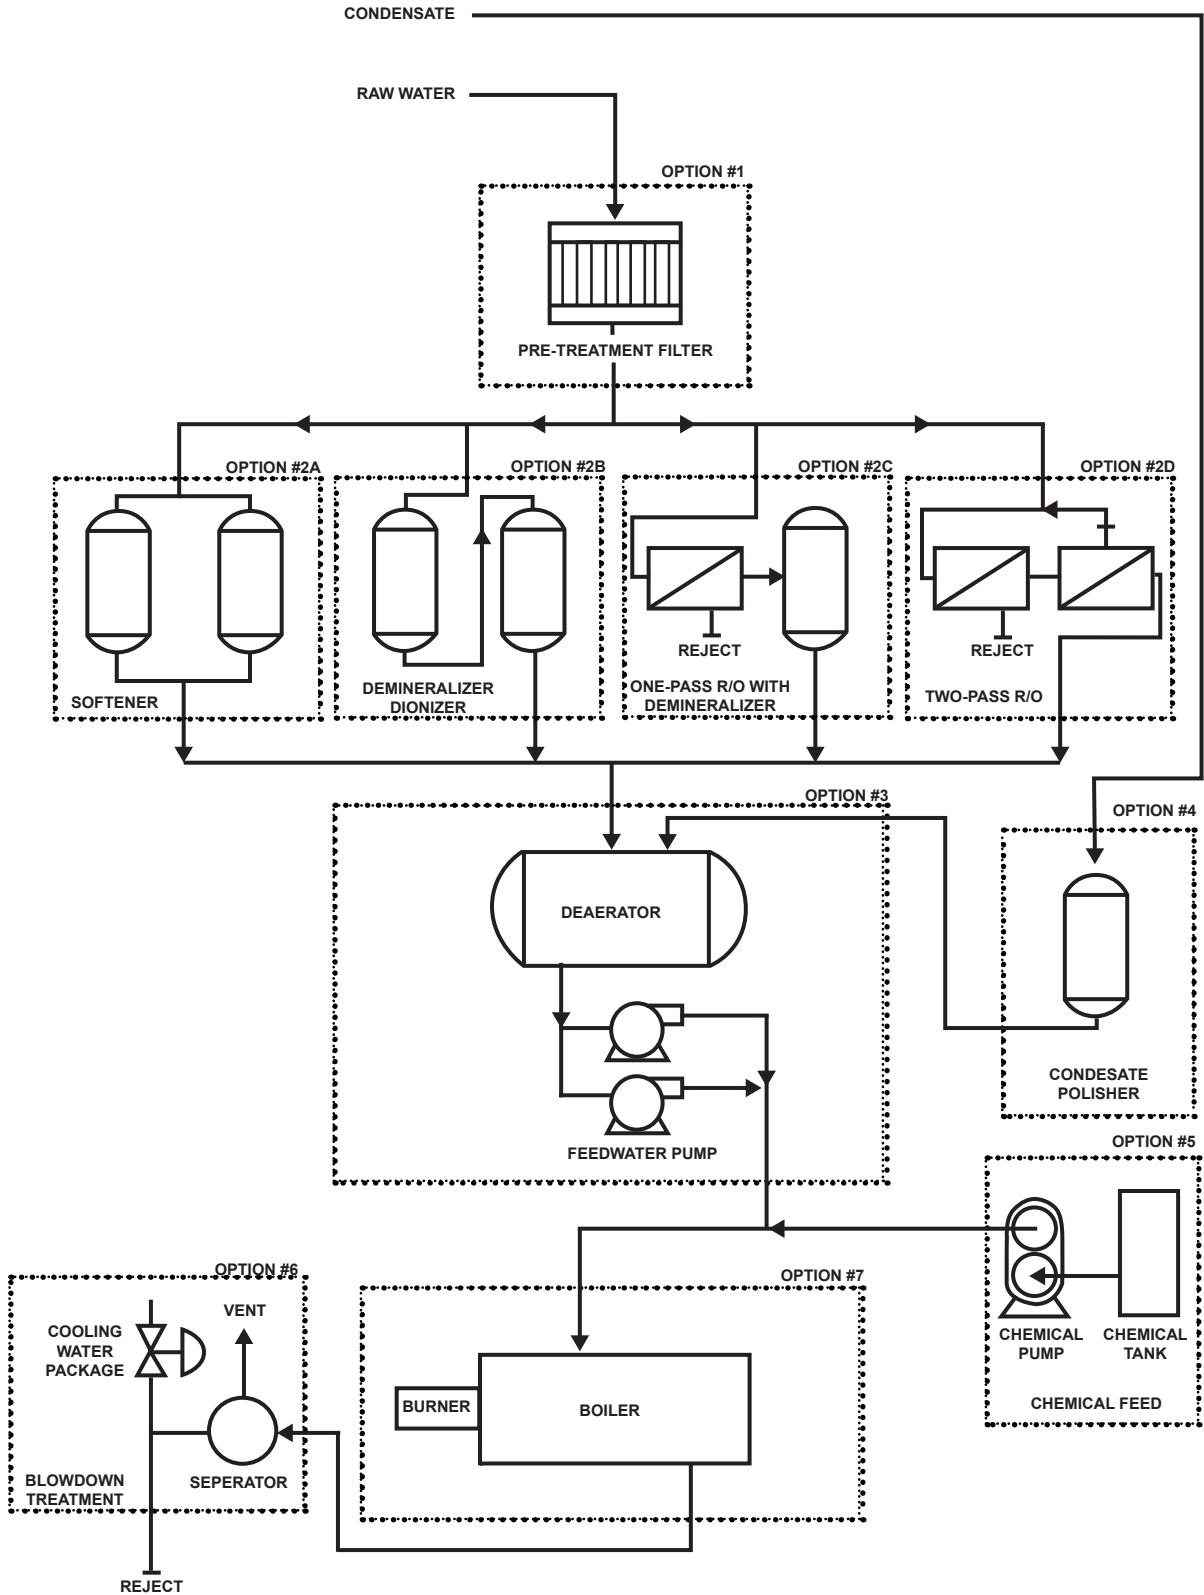 CONDENSATE
RAW WATER
OPTION #1
PRE-TREATMENT FILTER
OPTION #2A
OPTION #2B
OPTION #2C
OPTION #2D
REJECT
REJECT
SOFTENER
DEMINERALIZER
DIONIZER
ONE-PASS R/O WITH
DEMINERALIZER
TWO-PASS R/O
OPTION #3
OPTION #4
DEAERATOR
CONDESATE
POLISHER
FEEDWATER PUMP
OPTION #5
CHEMICAL
PUMP
CHEMICAL
TANK
CHEMICAL FEED
OPTION #6
VENT
COOLING
WATER
PACKAGE
SEPERATOR
BLOWDOWN
TREATMENT
REJECT
OPTION #7
BURNER
BOILER